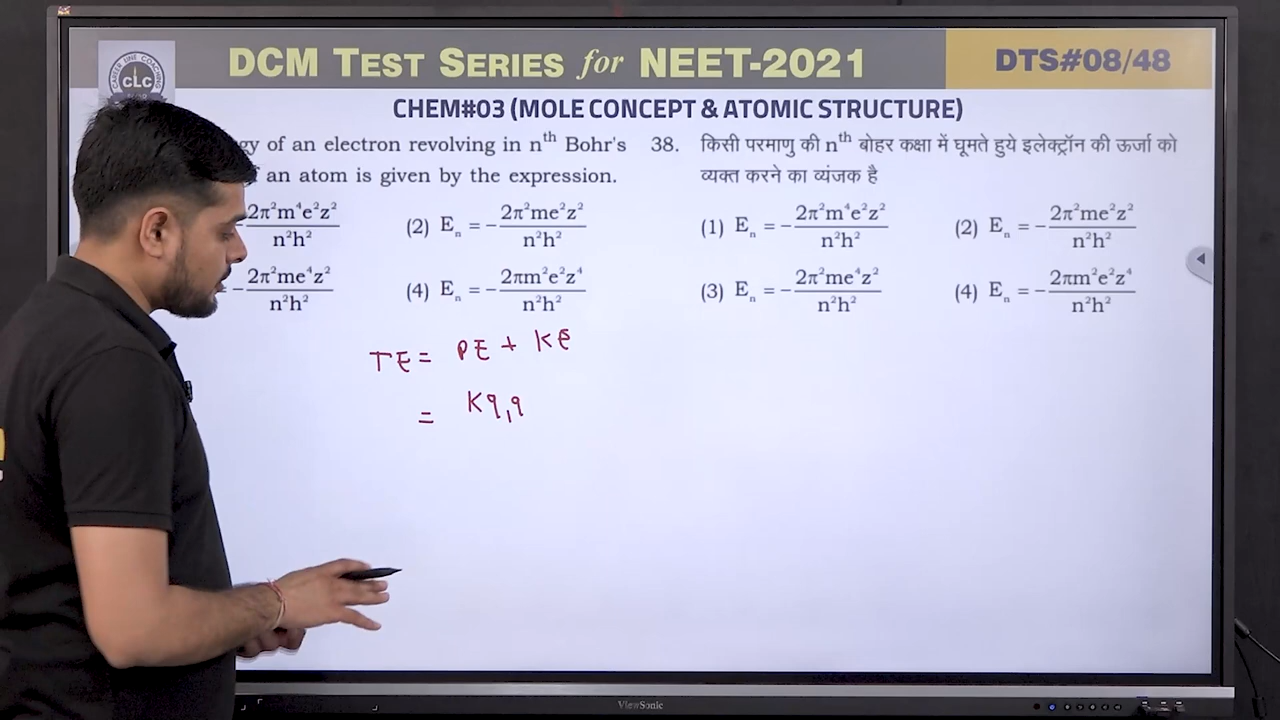 DCM TEST SERIES for NEET-2021
DTS#08/48
CLC
CHEM#03 (MOLE CONCEPT & ATOMIC STRUCTURE)
gy of an electron revolving in nᵗʰ Bohr's
an atom is given by the expression.
2π²m⁴e²z² / n²h²
(2) Eₙ = -2π²me²z² / n²h²
-2π²me⁴z² / n²h²
(4) Eₙ = -2πm²e²z⁴ / n²h²
38. किसी परमाणु की nᵗʰ बोहर कक्षा में घूमते हुये इलेक्ट्रॉन की ऊर्जा को
व्यक्त करने का व्यंजक है
(1) Eₙ = -2π²m⁴e²z² / n²h² (2) Eₙ = -2π²me²z² / n²h²
(3) Eₙ = -2π²me⁴z² / n²h² (4) Eₙ = -2πm²e²z⁴ / n²h²
TE = PE + KE
= Kq₁q
ViewSonic